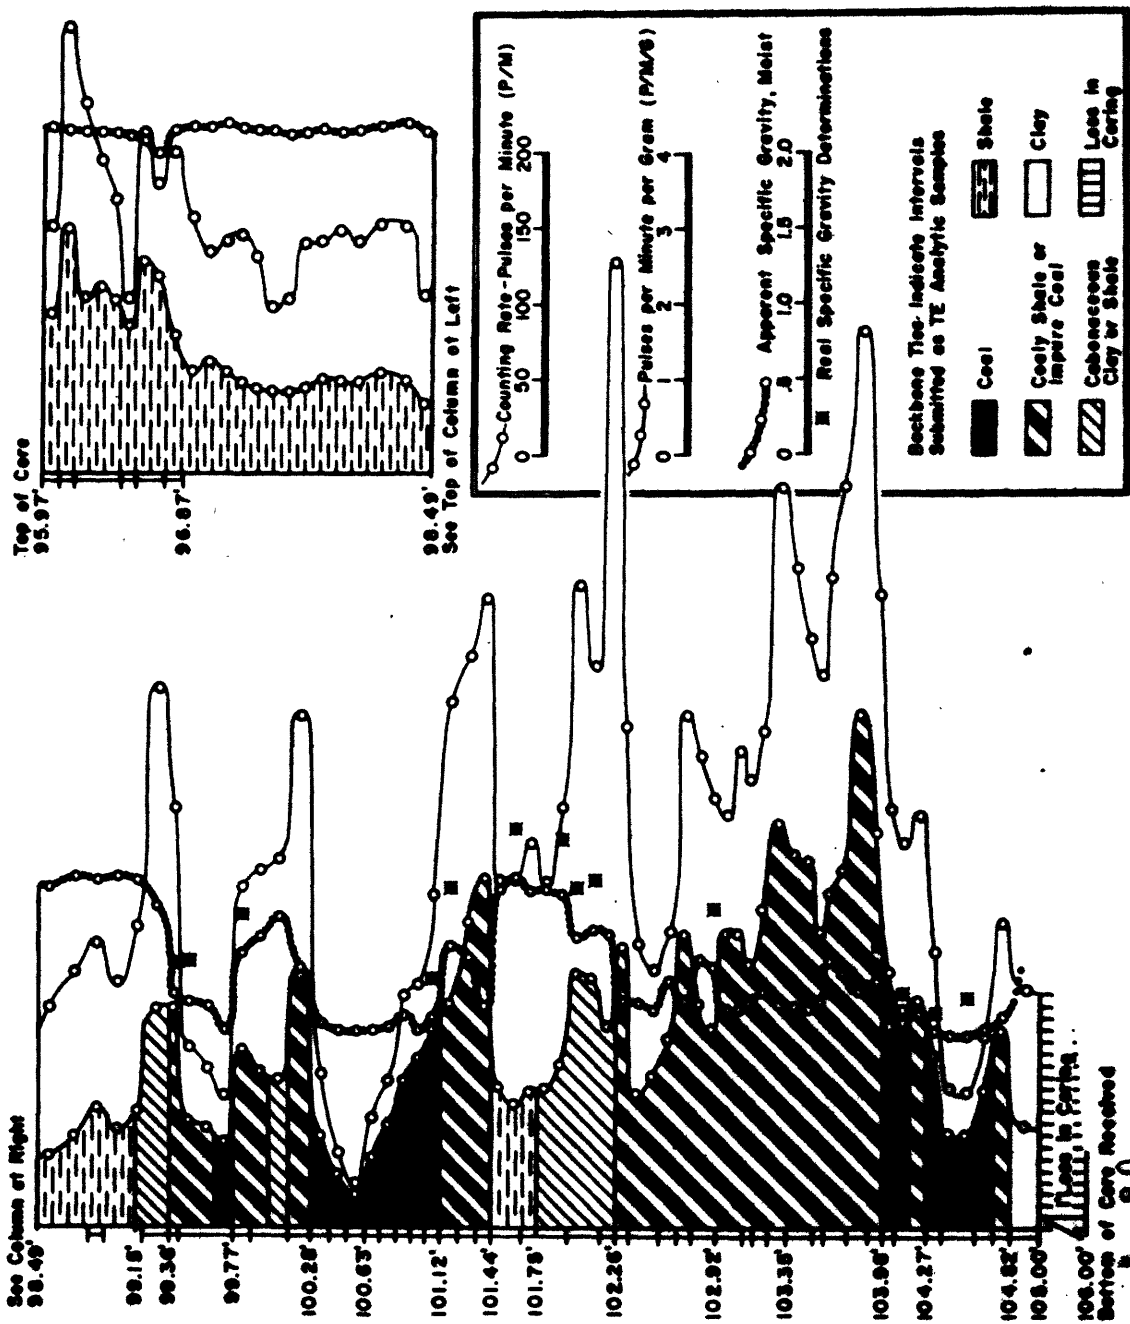 Top of Core
95.97'
96.87'
98.49'
See Top of Column at Left
Counting Rate-Pulses per Minute (P/M)
0 50 100 150 200
Pulses per Minute per Gram (P/M/G)
0 1 2 3 4
Apparent Specific Gravity, Moist
0 .5 1.0 1.5 2.0
Real Specific Gravity Determinations
Backbone Ties Indicate Intervals
Submitted as TE Analytic Samples
Coal
Shale
Coaly Shale or
Impure Coal
Clay
Cabonaceous
Clay or Shale
Loss in
Coring
See Column at Right
98.49'
99.18'
99.36'
99.77'
100.28'
100.63'
101.12'
101.44'
101.75'
102.26'
102.92'
103.35'
103.96'
104.27'
104.82'
105.00'
Loss in Coring
106.00'
Bottom of Core Received